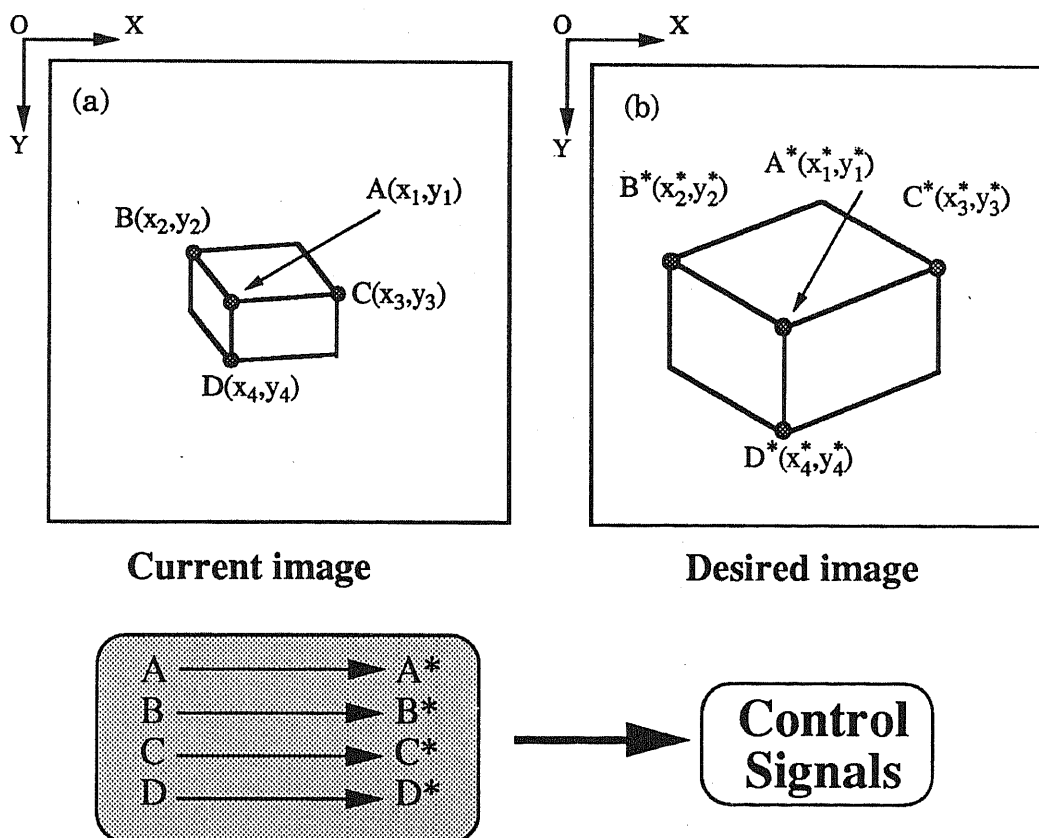 O X
Y
(a)
A(x₁,y₁)
B(x₂,y₂)
C(x₃,y₃)
D(x₄,y₄)
Current image
O X
Y
(b)
A*(x₁*,y₁*)
B*(x₂*,y₂*)
C*(x₃*,y₃*)
D*(x₄*,y₄*)
Desired image
A A*
B B*
C C*
D D*
Control
Signals